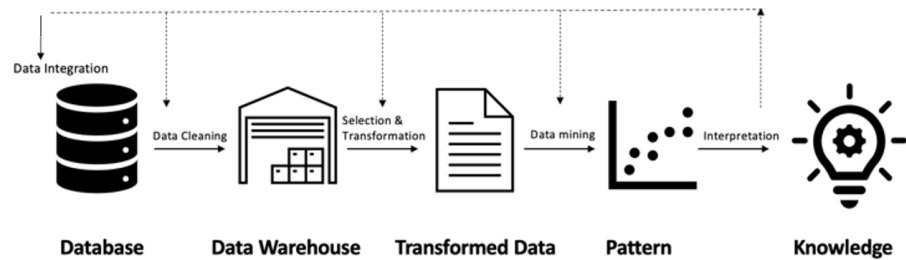 Data Integration
Data Cleaning
Selection &
Transformation
Data mining
Interpretation
Database
Data Warehouse
Transformed Data
Pattern
Knowledge